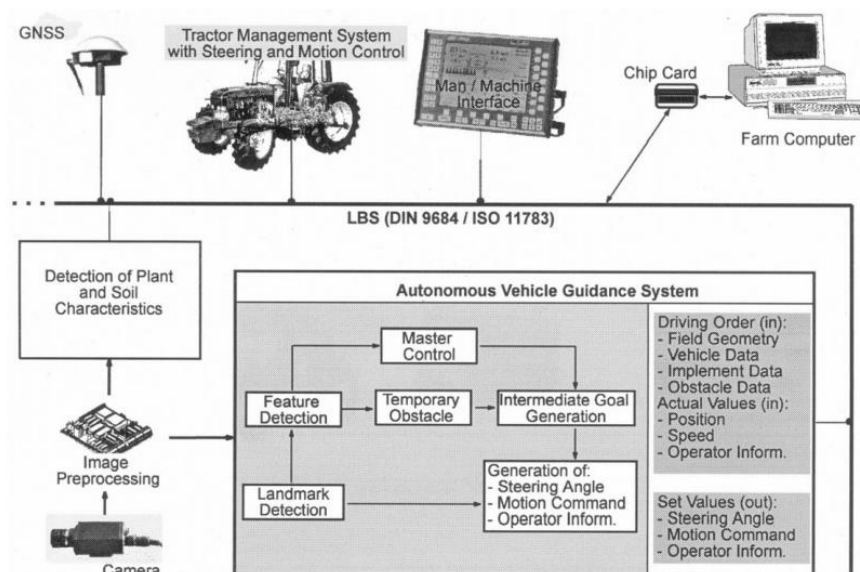 GNSS
Tractor Management System
with Steering and Motion Control
Man / Machine
Interface
Chip Card
Farm Computer
LBS (DIN 9684 / ISO 11783)
Detection of Plant
and Soil
Characteristics
Autonomous Vehicle Guidance System
Master
Control
Feature
Detection
Temporary
Obstacle
Intermediate Goal
Generation
Landmark
Detection
Generation of:
- Steering Angle
- Motion Command
- Operator Inform.
Driving Order (in):
- Field Geometry
- Vehicle Data
- Implement Data
- Obstacle Data
Actual Values (in):
- Position
- Speed
- Operator Inform.
Set Values (out):
- Steering Angle
- Motion Command
- Operator Inform.
Image
Preprocessing
Camera